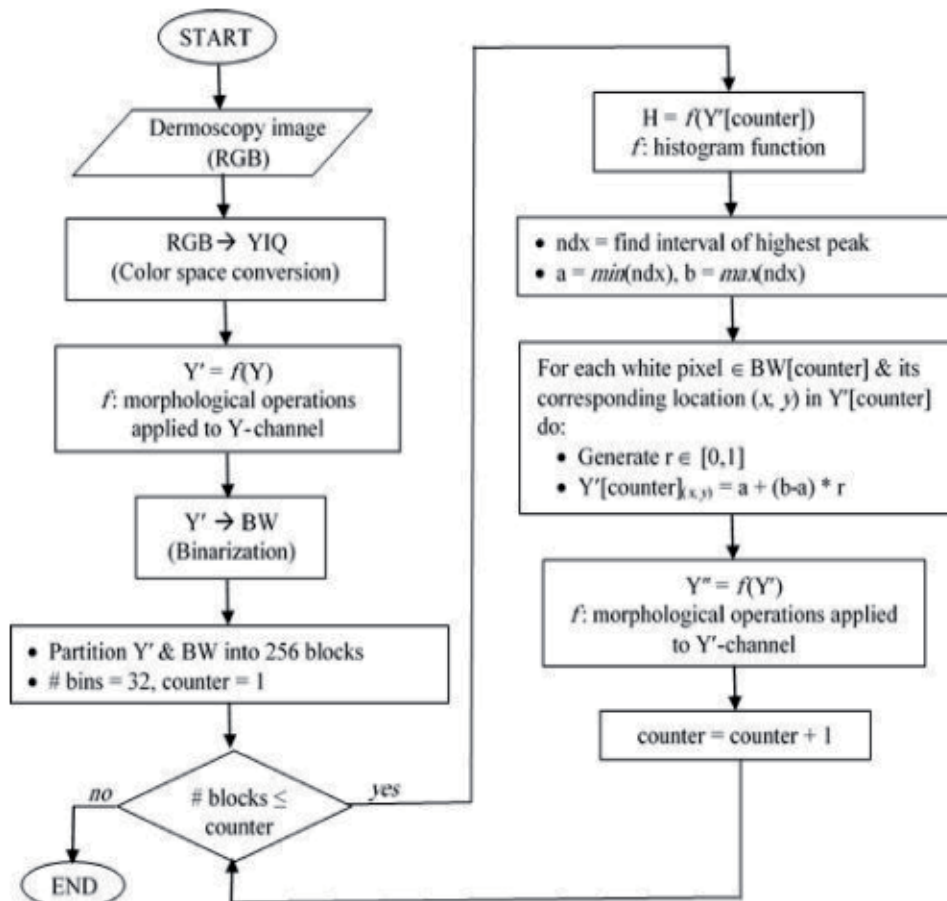 START
Dermoscopy image
(RGB)
RGB → YIQ
(Color space conversion)
Y′ = f(Y)
f: morphological operations
applied to Y-channel
Y′ → BW
(Binarization)
• Partition Y′ & BW into 256 blocks
• # bins = 32, counter = 1
# blocks ≤
counter
no
yes
END
H = f(Y′[counter])
f: histogram function
• ndx = find interval of highest peak
• a = min(ndx), b = max(ndx)
For each white pixel ∈ BW[counter] & its
corresponding location (x, y) in Y′[counter]
do:
• Generate r ∈ [0,1]
• Y′[counter](x,y) = a + (b-a) * r
Y″ = f(Y′)
f: morphological operations applied
to Y′-channel
counter = counter + 1